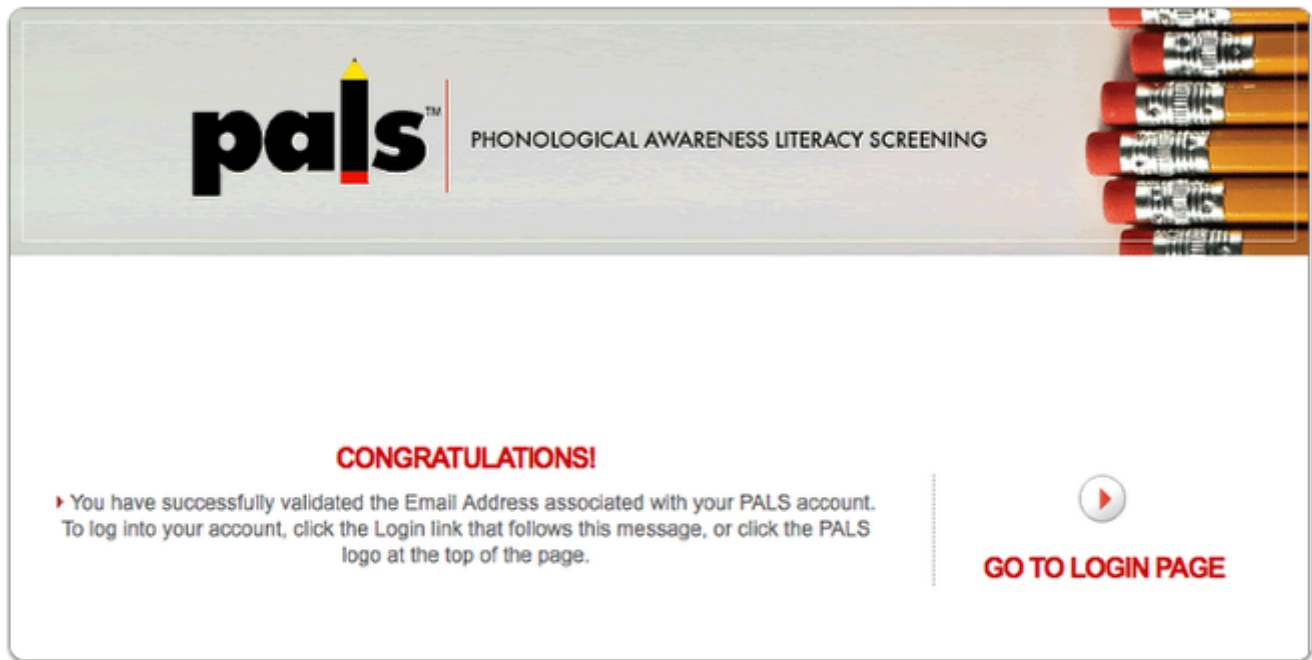 pals™
PHONOLOGICAL AWARENESS LITERACY SCREENING
CONGRATULATIONS!
You have successfully validated the Email Address associated with your PALS account.
To log into your account, click the Login link that follows this message, or click the PALS
logo at the top of the page.
GO TO LOGIN PAGE